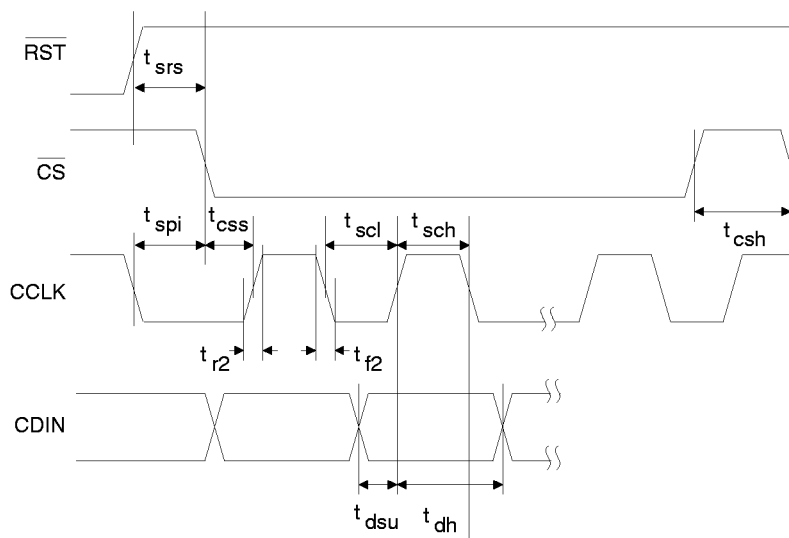 RST
t srs
CS
t spi
t css
t scl
t sch
t csh
CCLK
t r2
t f2
CDIN
t dsu
t dh